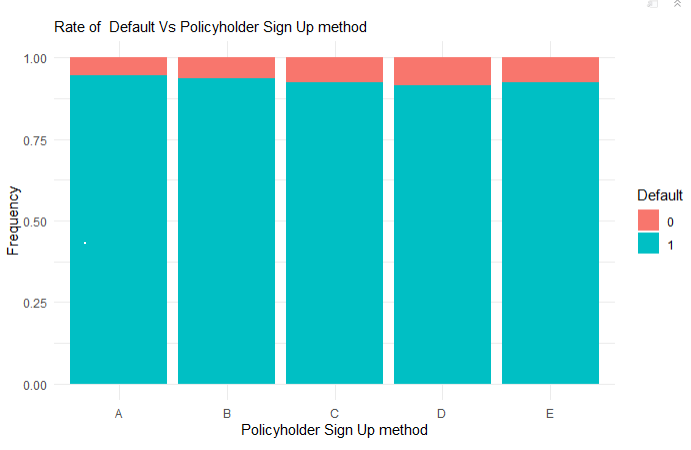 Rate of  Default Vs Policyholder Sign Up method
1.00
0.75
0.50
0.25
0.00
Frequency
A B C D E
Policyholder Sign Up method
Default
0
1